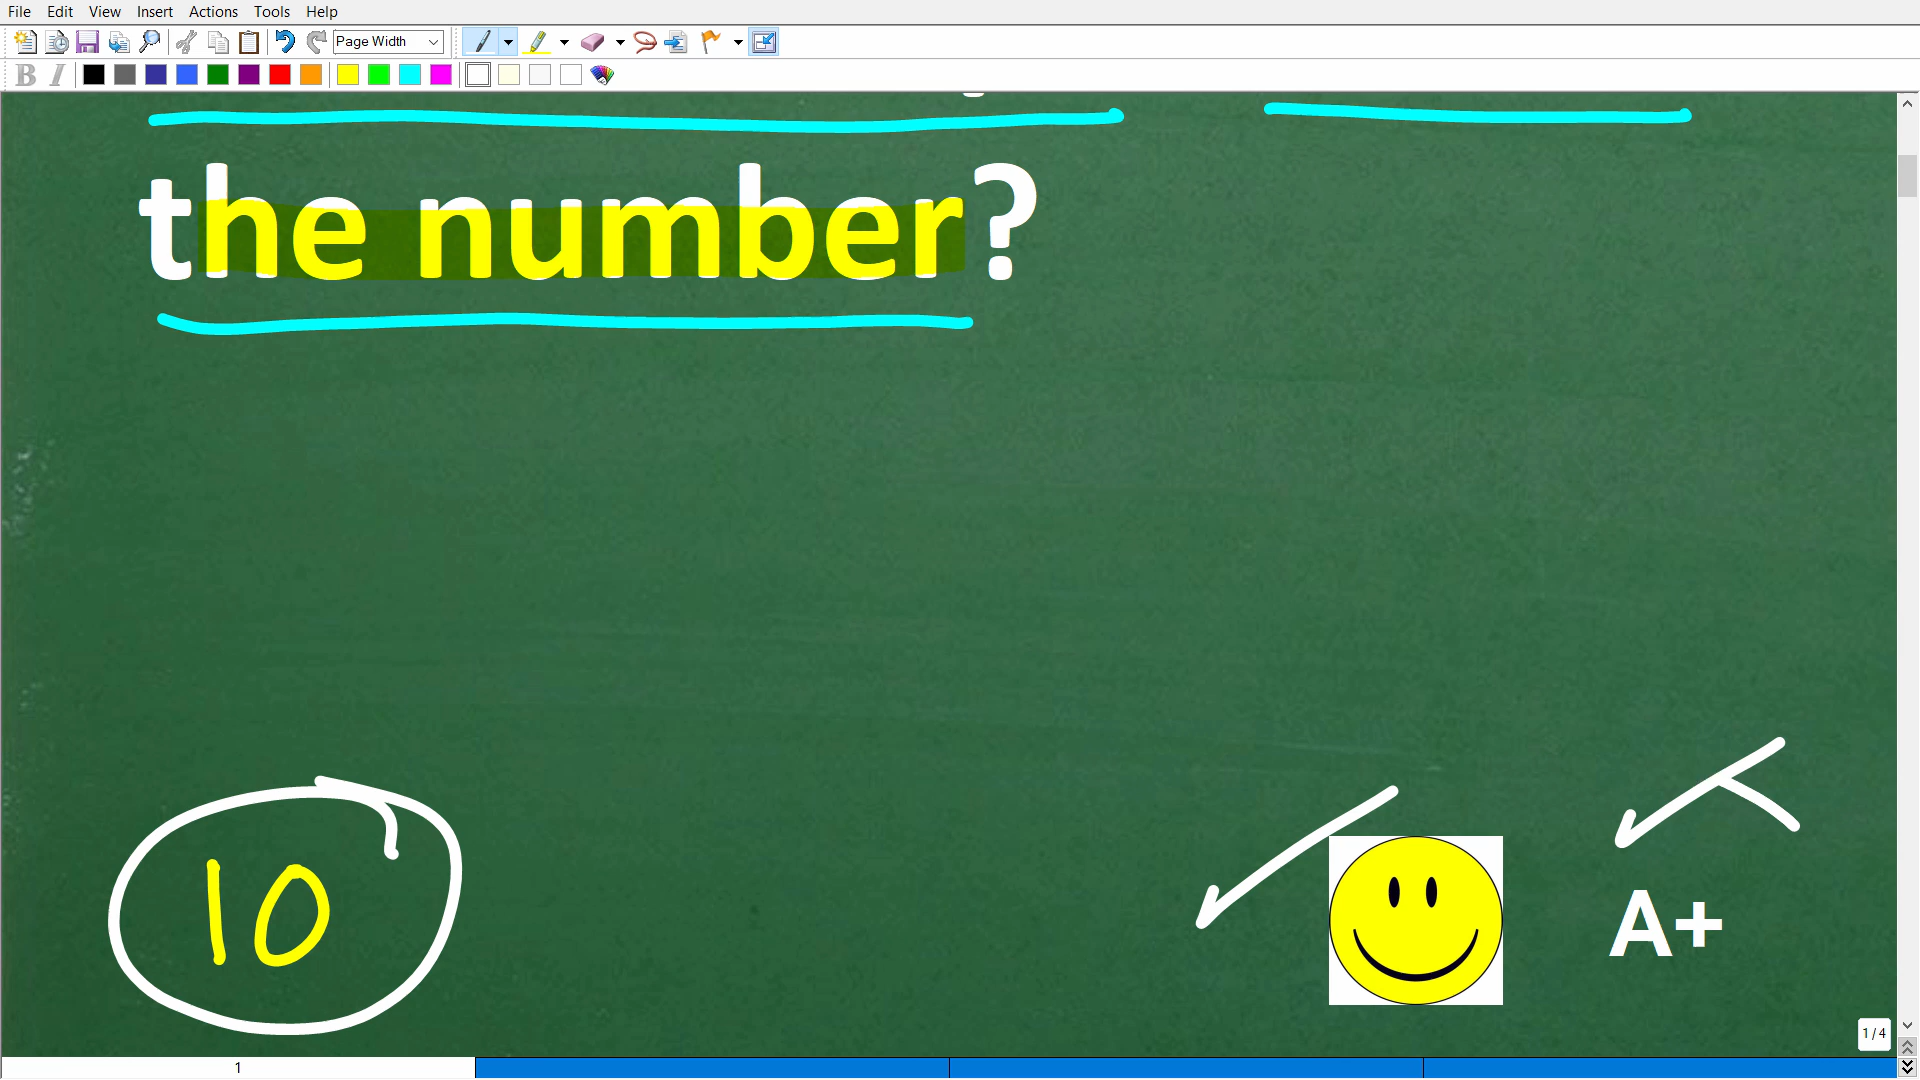 File Edit View Insert Actions Tools Help
Page Width
B I
the number?
10
A+
1 / 4
1